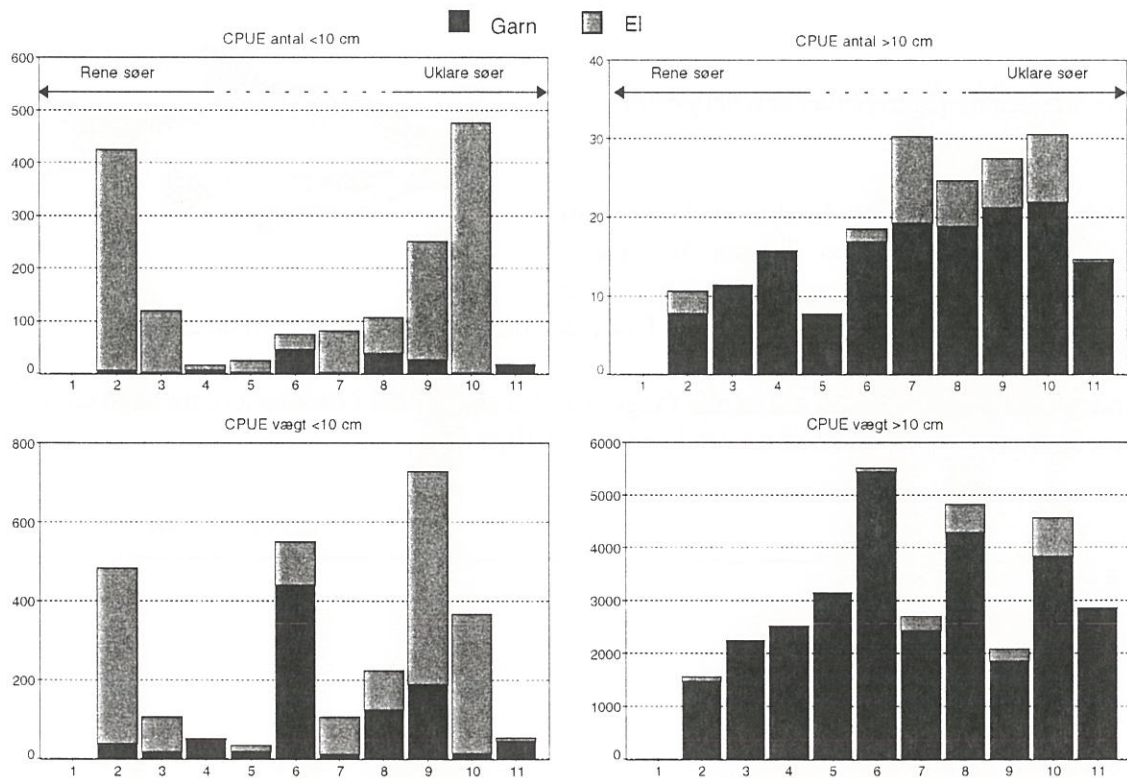 Garn El
CPUE antal <10 cm
600
Rene søer Uklare søer
500
400
300
200
100
0
1 2 3 4 5 6 7 8 9 10 11
CPUE antal >10 cm
40
Rene søer Uklare søer
30
20
10
0
1 2 3 4 5 6 7 8 9 10 11
CPUE vægt <10 cm
800
600
400
200
0
1 2 3 4 5 6 7 8 9 10 11
CPUE vægt >10 cm
6000
5000
4000
3000
2000
1000
0
1 2 3 4 5 6 7 8 9 10 11